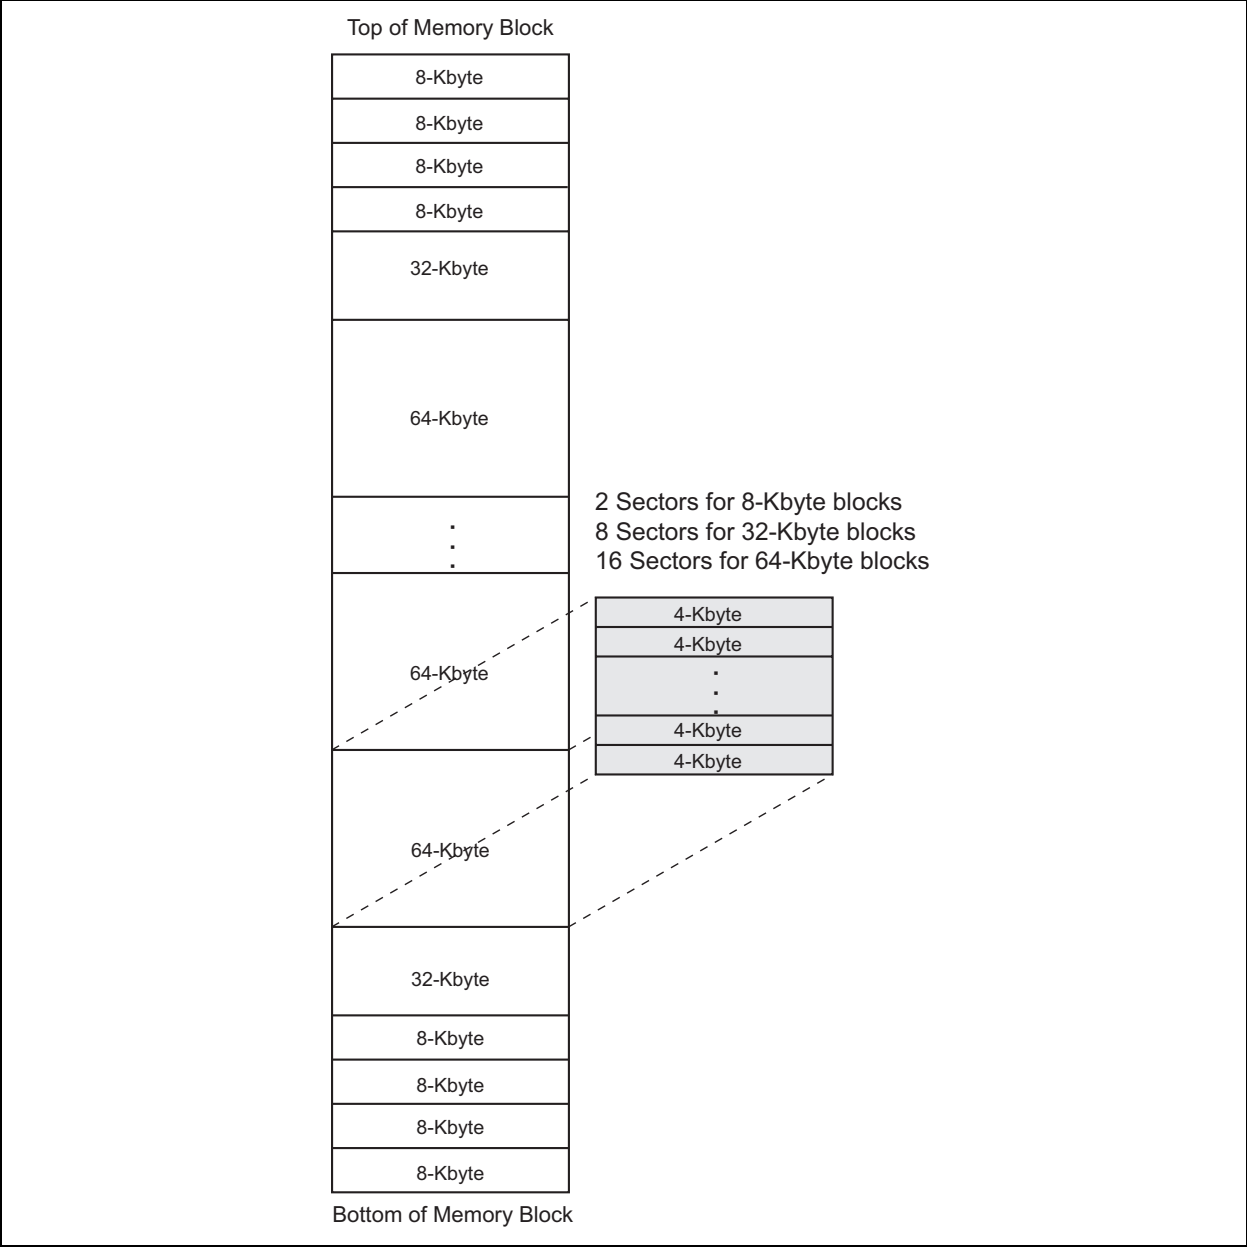 Top of Memory Block
8-Kbyte
8-Kbyte
8-Kbyte
8-Kbyte
32-Kbyte
64-Kbyte
2 Sectors for 8-Kbyte blocks
8 Sectors for 32-Kbyte blocks
16 Sectors for 64-Kbyte blocks
4-Kbyte
4-Kbyte
64-Kbyte
4-Kbyte
4-Kbyte
64-Kbyte
32-Kbyte
8-Kbyte
8-Kbyte
8-Kbyte
8-Kbyte
Bottom of Memory Block